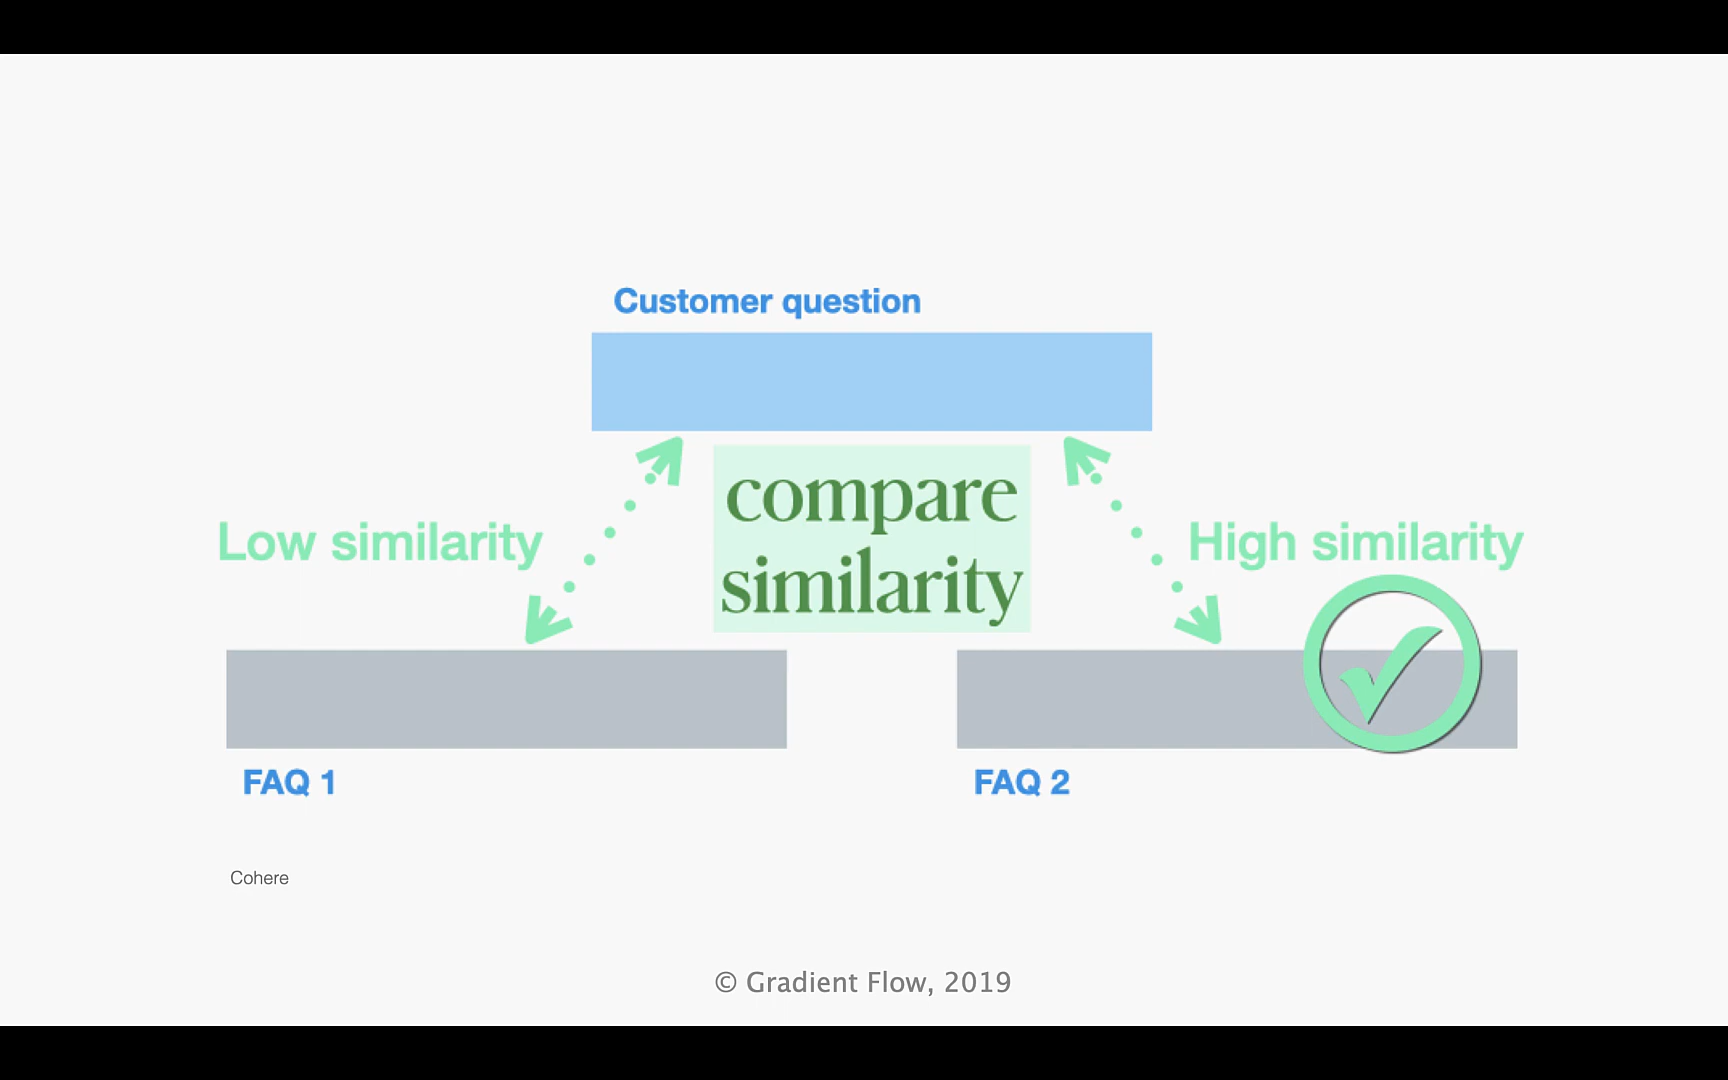 Customer question
compare
similarity
Low similarity
High similarity
FAQ 1
FAQ 2
Cohere
© Gradient Flow, 2019